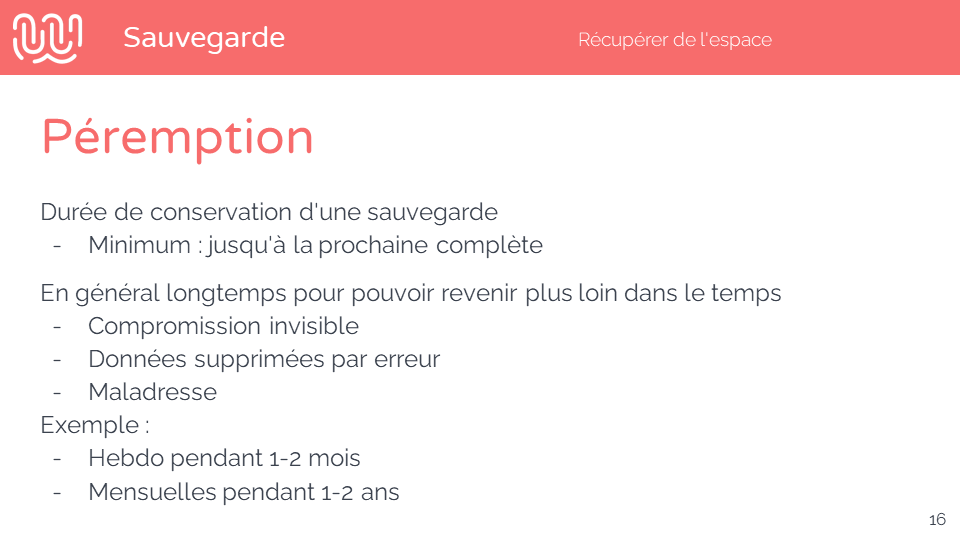 Sauvegarde
Récupérer de l'espace
Péremption
Durée de conservation d'une sauvegarde
- Minimum : jusqu'à la prochaine complète
En général longtemps pour pouvoir revenir plus loin dans le temps
- Compromission invisible
- Données supprimées par erreur
- Maladresse
Exemple :
- Hebdo pendant 1-2 mois
- Mensuelles pendant 1-2 ans
16